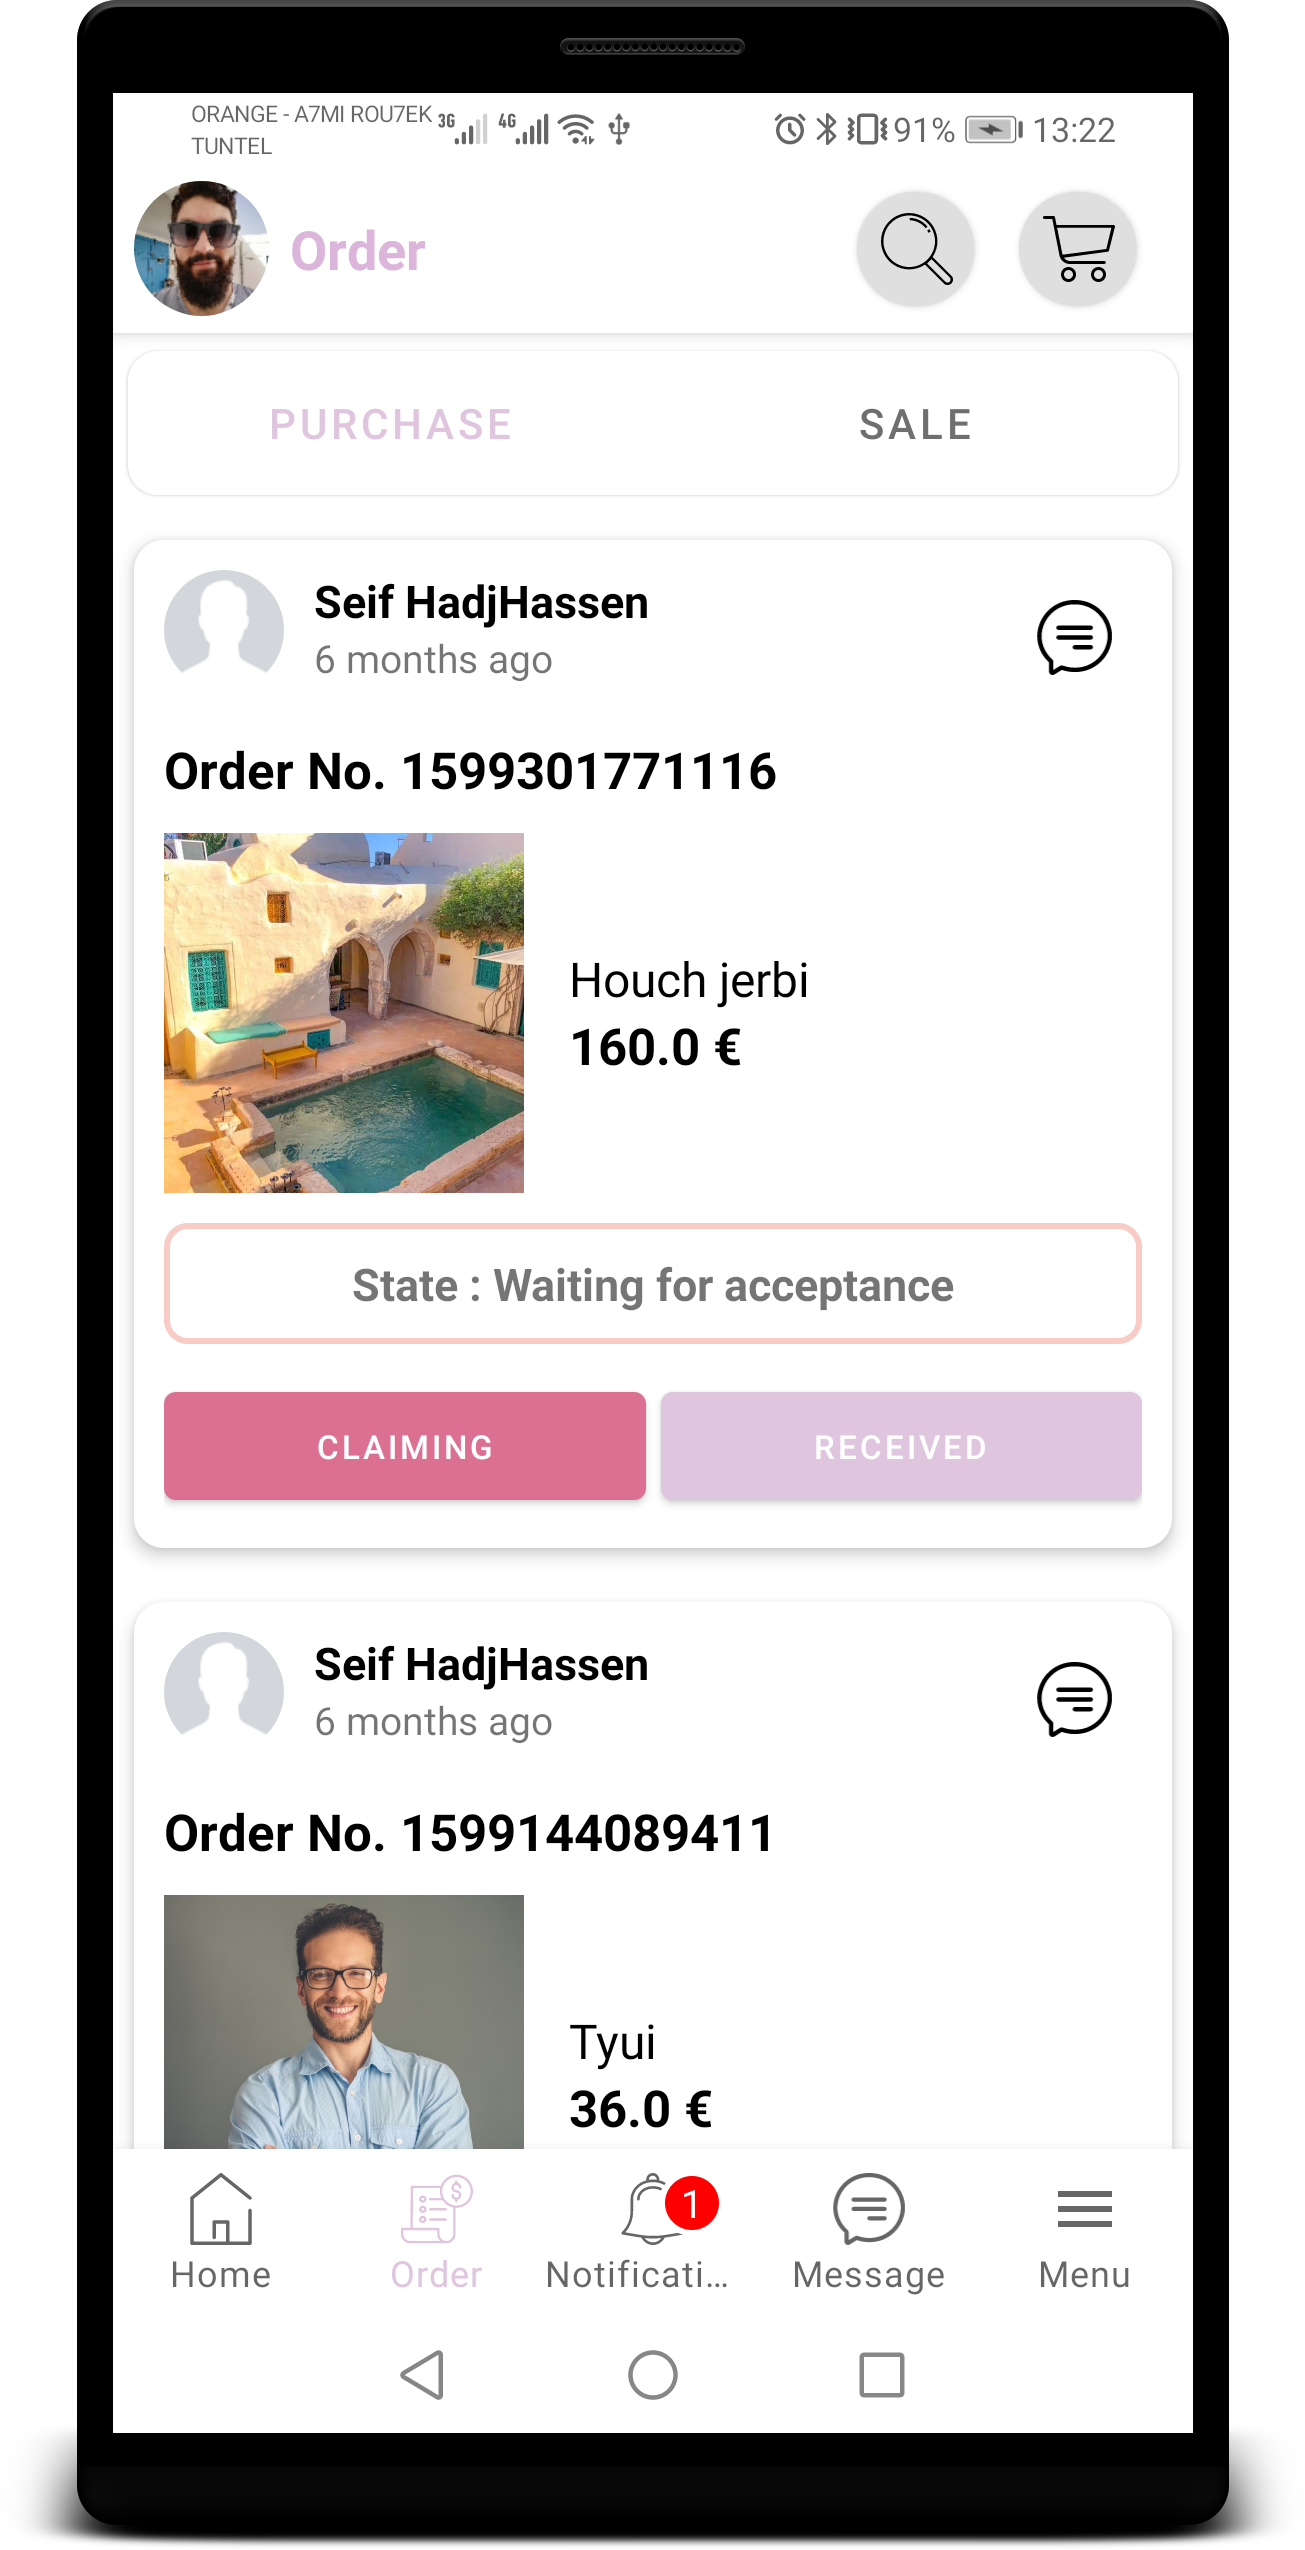 ORANGE - A7MI ROU7EK 3G 4G 91% 13:22
TUNTEL
Order
PURCHASE SALE
Seif HadjHassen
6 months ago
Order No. 1599301771116
Houch jerbi
160.0 €
State : Waiting for acceptance
CLAIMING RECEIVED
Seif HadjHassen
6 months ago
Order No. 1599144089411
Tyui
36.0 €
$ 1
Home Order Notificati... Message Menu